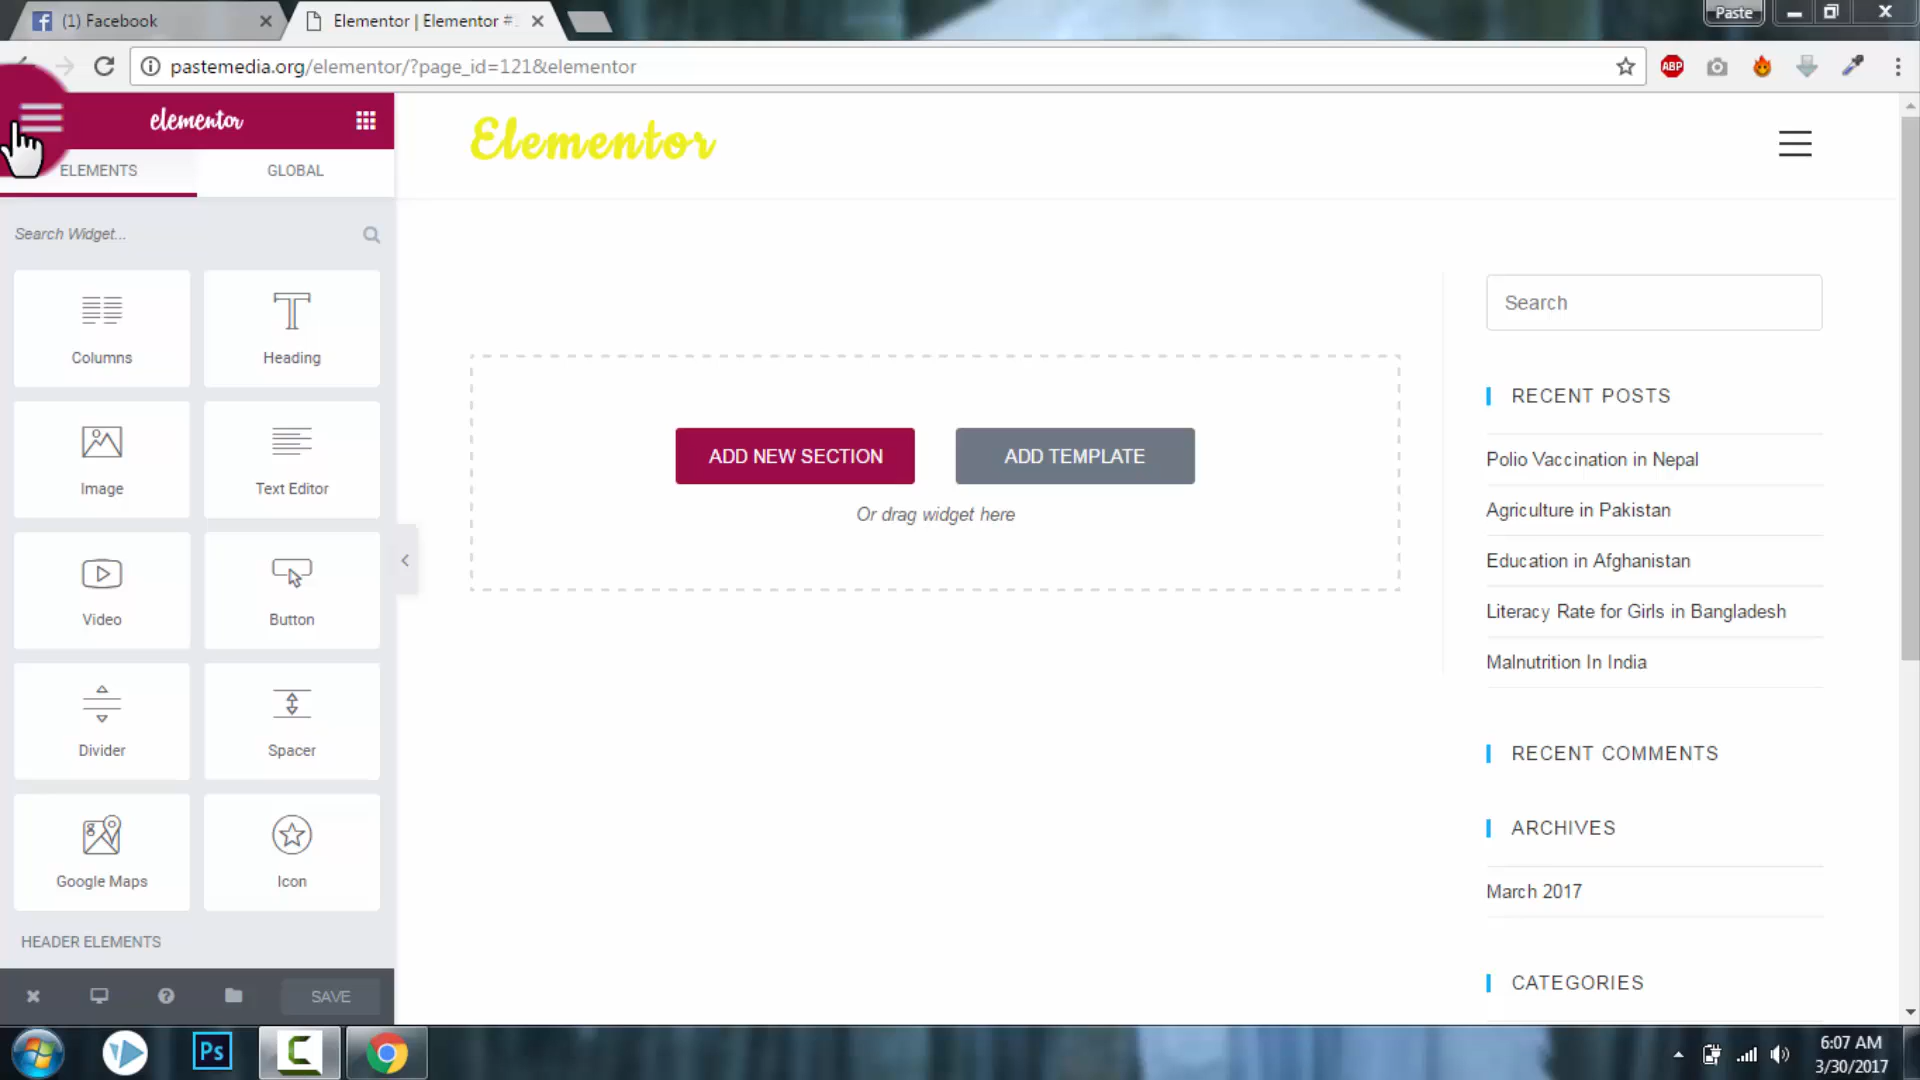 (1) Facebook
Elementor | Elementor #
Paste
pastemedia.org/elementor/?page_id=121&elementor
ABP
elementor
ELEMENTS
GLOBAL
Search Widget...
Columns
Heading
Image
Text Editor
Video
Button
Divider
Spacer
Google Maps
Icon
HEADER ELEMENTS
SAVE
Elementor
ADD NEW SECTION
ADD TEMPLATE
Or drag widget here
Search
RECENT POSTS
Polio Vaccination in Nepal
Agriculture in Pakistan
Education in Afghanistan
Literacy Rate for Girls in Bangladesh
Malnutrition In India
RECENT COMMENTS
ARCHIVES
March 2017
CATEGORIES
Ps
6:07 AM
3/30/2017